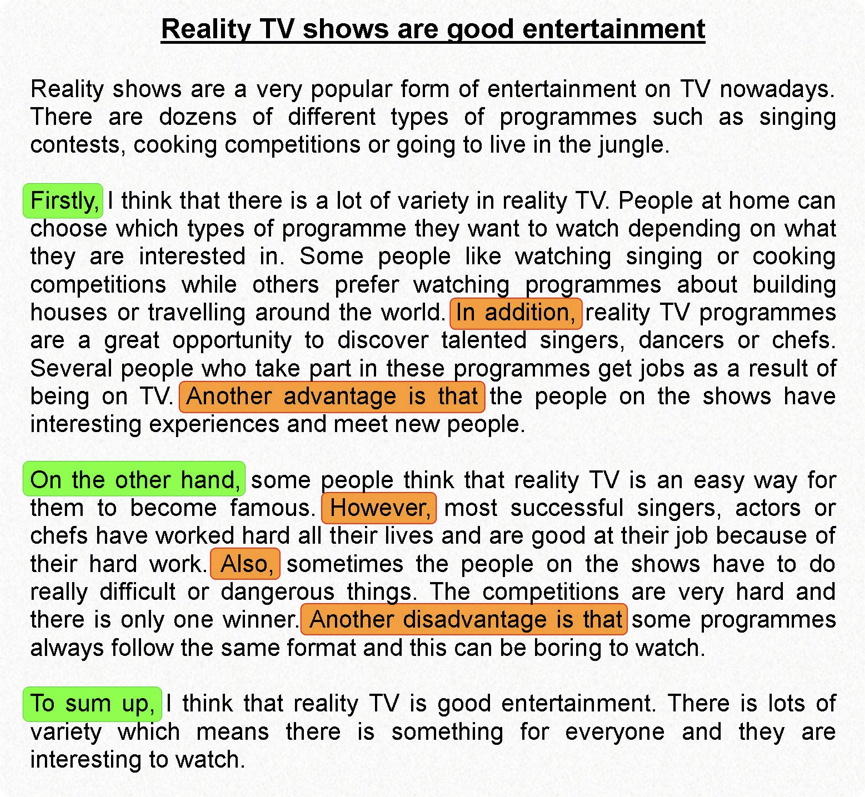 Reality TV shows are good entertainment
Reality shows are a very popular form of entertainment on TV nowadays.
There are dozens of different types of programmes such as singing
contests, cooking competitions or going to live in the jungle.
Firstly, I think that there is a lot of variety in reality TV. People at home can
choose which types of programme they want to watch depending on what
they are interested in. Some people like watching singing or cooking
competitions while others prefer watching programmes about building
houses or travelling around the world. In addition, reality TV programmes
are a great opportunity to discover talented singers, dancers or chefs.
Several people who take part in these programmes get jobs as a result of
being on TV. Another advantage is that the people on the shows have
interesting experiences and meet new people.
On the other hand, some people think that reality TV is an easy way for
them to become famous. However, most successful singers, actors or
chefs have worked hard all their lives and are good at their job because of
their hard work. Also, sometimes the people on the shows have to do
really difficult or dangerous things. The competitions are very hard and
there is only one winner. Another disadvantage is that some programmes
always follow the same format and this can be boring to watch.
To sum up, I think that reality TV is good entertainment. There is lots of
variety which means there is something for everyone and they are
interesting to watch.